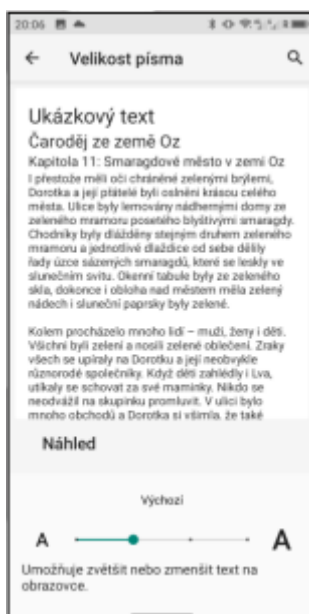 20:06
Velikost písma
Ukázkový text
Čaroděj ze země Oz
Kapitola 11: Smaragdové město v zemi Oz
I přestože měli oči chráněné zelenými brýlemi,
Dorotka a její přátelé byli oslněni krásou celého
města. Ulice byly lemovány nádhernými domy ze
zeleného mramoru posetého blyštivými smaragdy.
Chodníky byly dlážděny stejným druhem zeleného
mramoru a jednotlivé dlaždice od sebe dělily
řady úzce sázených smaragdů, které se leskly ve
slunečním svitu. Okenní tabule byly ze zeleného
skla, dokonce i obloha nad městem měla zelený
nádech i sluneční paprsky byly zelené.
Kolem procházelo mnoho lidí – muži, ženy i děti.
Všichni byli zelení a nosili zelené oblečení. Zraky
všech se upíraly na Dorotku a její neobvykle
různorodé společníky. Když děti zahlédly i Lva,
utíkaly se schovat za své maminky. Nikdo se
neodvážil na skupinku promluvit. V ulici bylo
mnoho obchodů a Dorotka si všimla, že také
Náhled
Výchozí
A A
Umožňuje zvětšit nebo zmenšit text na
obrazovce.